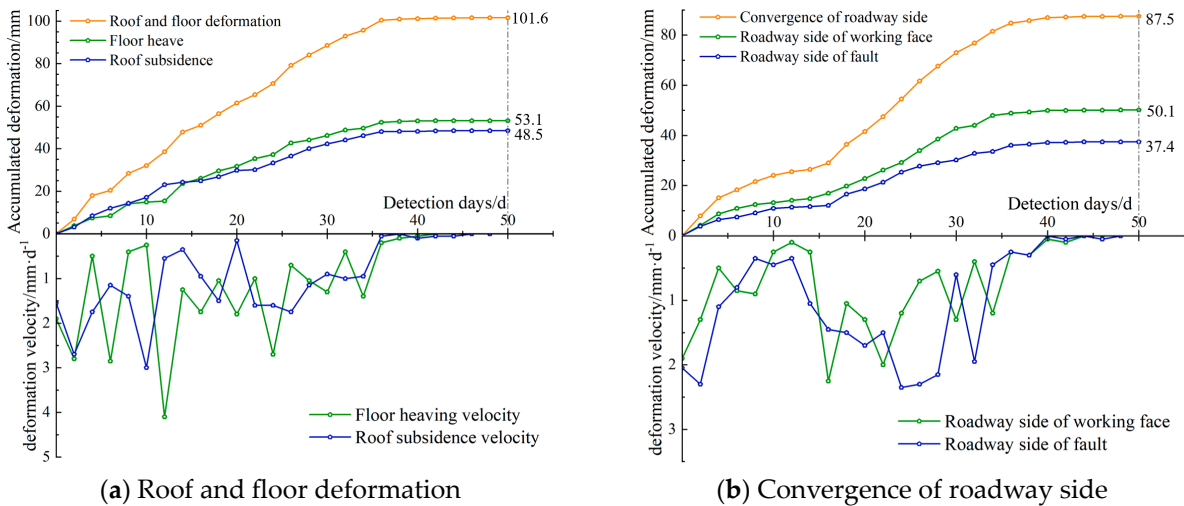 Accumulated deformation/mm
100
80
60
40
20
0
Roof and floor deformation
Floor heave
Roof subsidence
101.6
53.1
48.5
Detection days/d
10
20
30
40
50
deformation velocity/mm·d⁻¹
0
1
2
3
4
5
Floor heaving velocity
Roof subsidence velocity
(a) Roof and floor deformation
Accumulated deformation/mm
80
60
40
20
0
Convergence of roadway side
Roadway side of working face
Roadway side of fault
87.5
50.1
37.4
Detection days/d
10
20
30
40
50
deformation velocity/mm·d⁻¹
0
1
2
3
Roadway side of working face
Roadway side of fault
(b) Convergence of roadway side